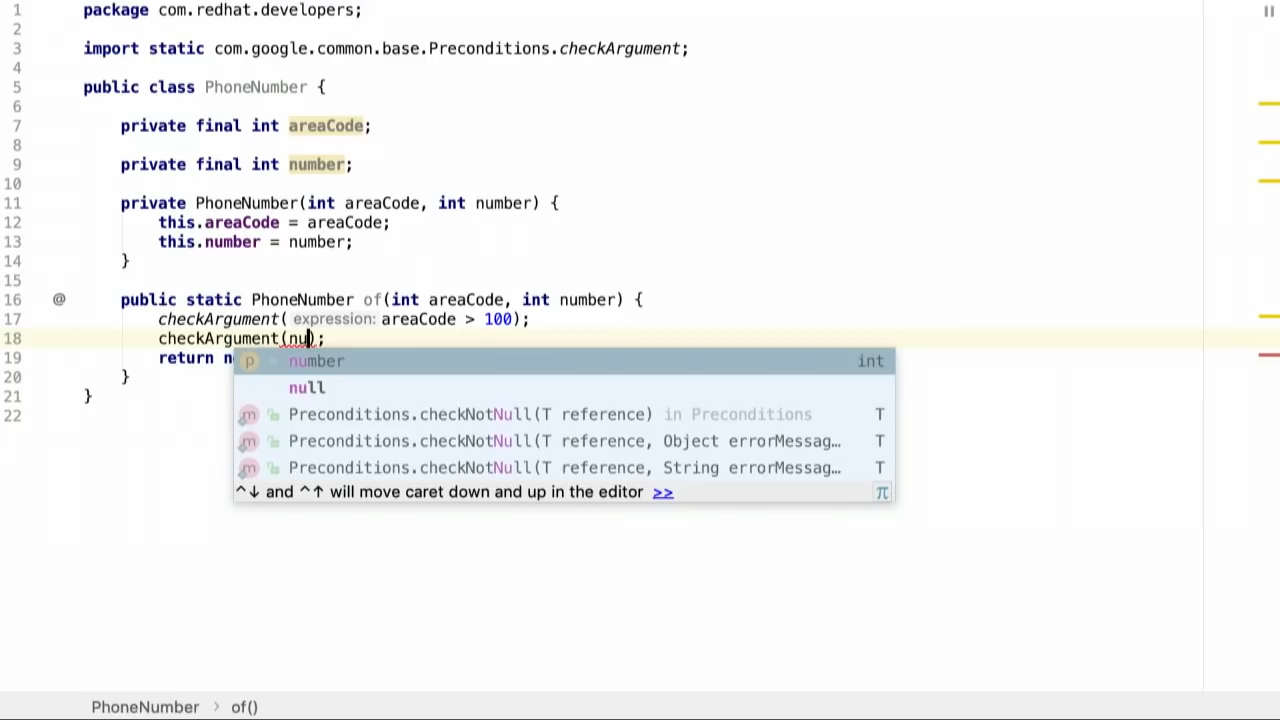 1 package com.redhat.developers;
2
3 import static com.google.common.base.Preconditions.checkArgument;
4
5 public class PhoneNumber {
6
7 private final int areaCode;
8
9 private final int number;
10
11 private PhoneNumber(int areaCode, int number) {
12 this.areaCode = areaCode;
13 this.number = number;
14 }
15
16 @ public static PhoneNumber of(int areaCode, int number) {
17 checkArgument( expression: areaCode > 100);
18 checkArgument(nu);
19 return n
20 }
21 }
22
p number int
null
m Preconditions.checkNotNull(T reference) in Preconditions T
m Preconditions.checkNotNull(T reference, Object errorMessag… T
m Preconditions.checkNotNull(T reference, String errorMessag… T
^↓ and ^↑ will move caret down and up in the editor >> π
PhoneNumber > of()